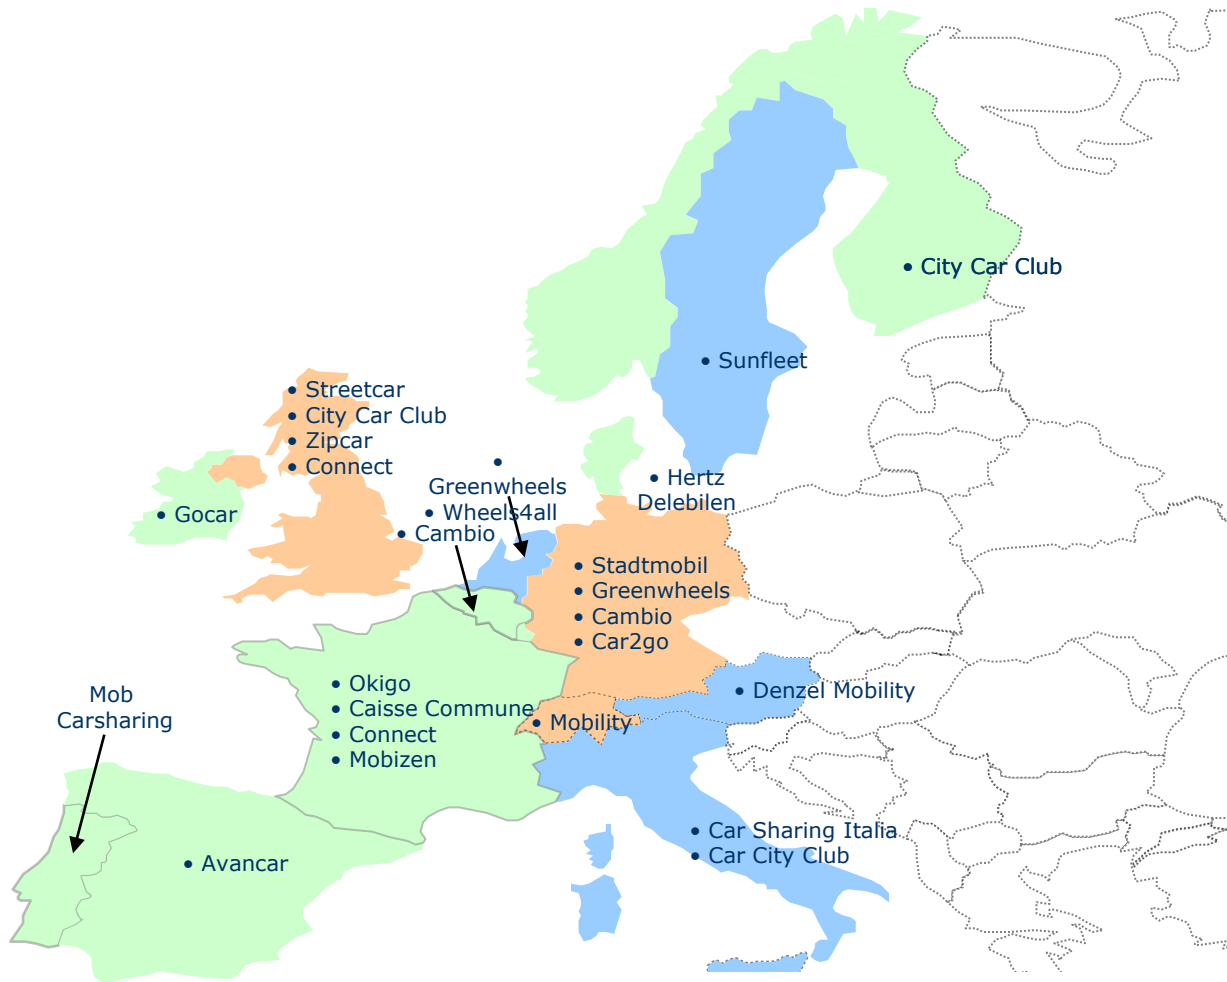 • City Car Club
• Sunfleet
• Streetcar
• City Car Club
• Zipcar
• Connect
• Gocar
•
Greenwheels
• Wheels4all
• Cambio
• Hertz
Delebilen
• Stadtmobil
• Greenwheels
• Cambio
• Car2go
• Okigo
• Caisse Commune
• Connect
• Mobizen
• Mobility
• Denzel Mobility
Mob
Carsharing
• Avancar
• Car Sharing Italia
• Car City Club